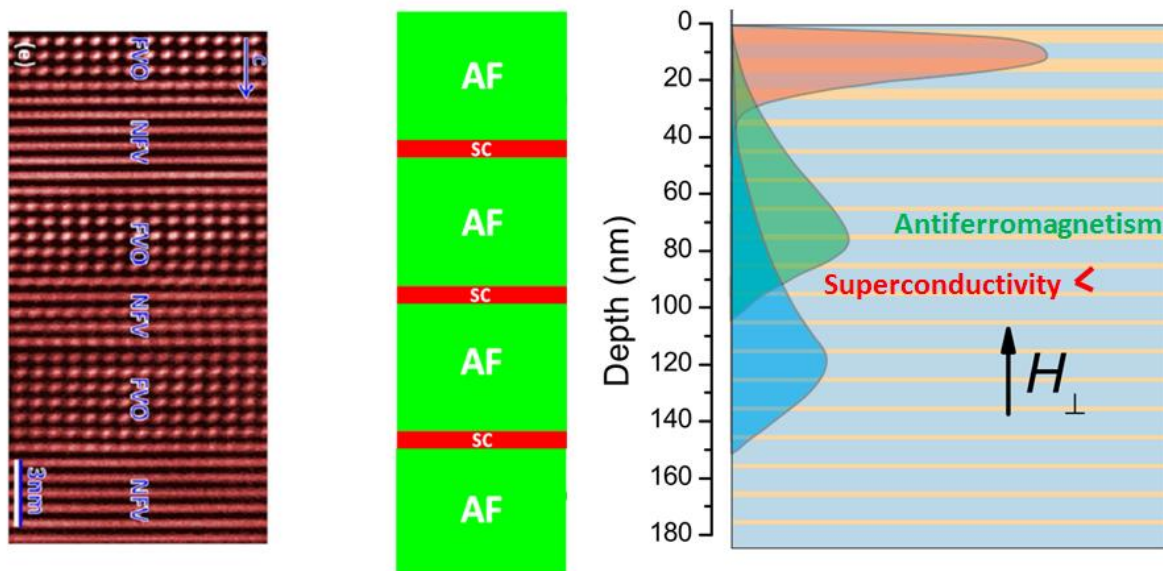 (e)
C
FVO
NFV
FVO
NFV
FVO
NFV
3nm
AF
SC
AF
SC
AF
SC
AF
Depth (nm)
0
20
40
60
80
100
120
140
160
180
Antiferromagnetism
Superconductivity <
H⊥